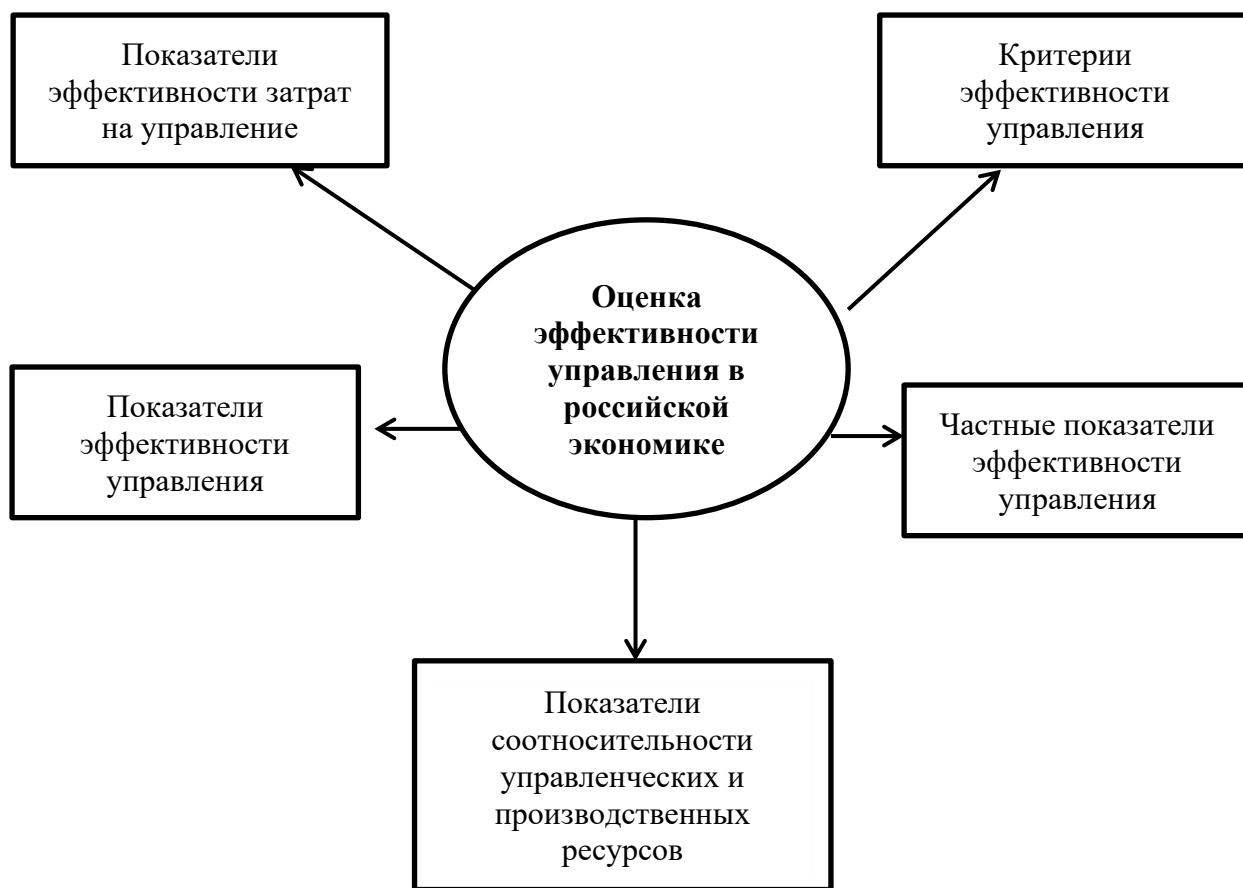 Показатели
эффективности затрат
на управление
Критерии
эффективности
управления
Оценка
эффективности
управления в
российской
экономике
Показатели
эффективности
управления
Частные показатели
эффективности
управления
Показатели
соотносительности
управленческих и
производственных
ресурсов